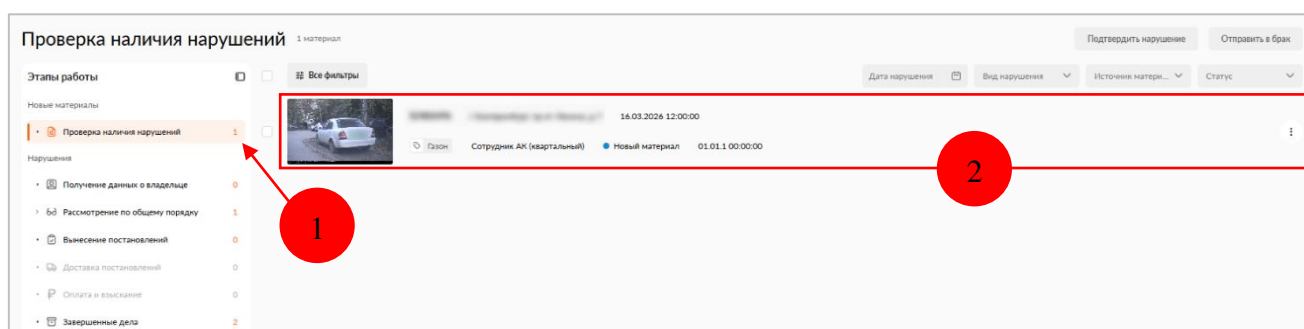 Проверка наличия нарушений 1 материал
Подтвердить нарушение Отправить в брак
Этапы работы
Все фильтры
Дата нарушения Вид нарушения Источник матери... Статус
Новые материалы
Проверка наличия нарушений 1
16.03.2026 12:00:00
Газон Сотрудник АК (квартальный) Новый материал 01.01.1 00:00:00
2
Нарушения
Получение данных о владельце 0
Рассмотрение по общему порядку 1
1
Вынесение постановлений 0
Доставка постановлений 0
Оплата и взыскание 0
Завершенные дела 2